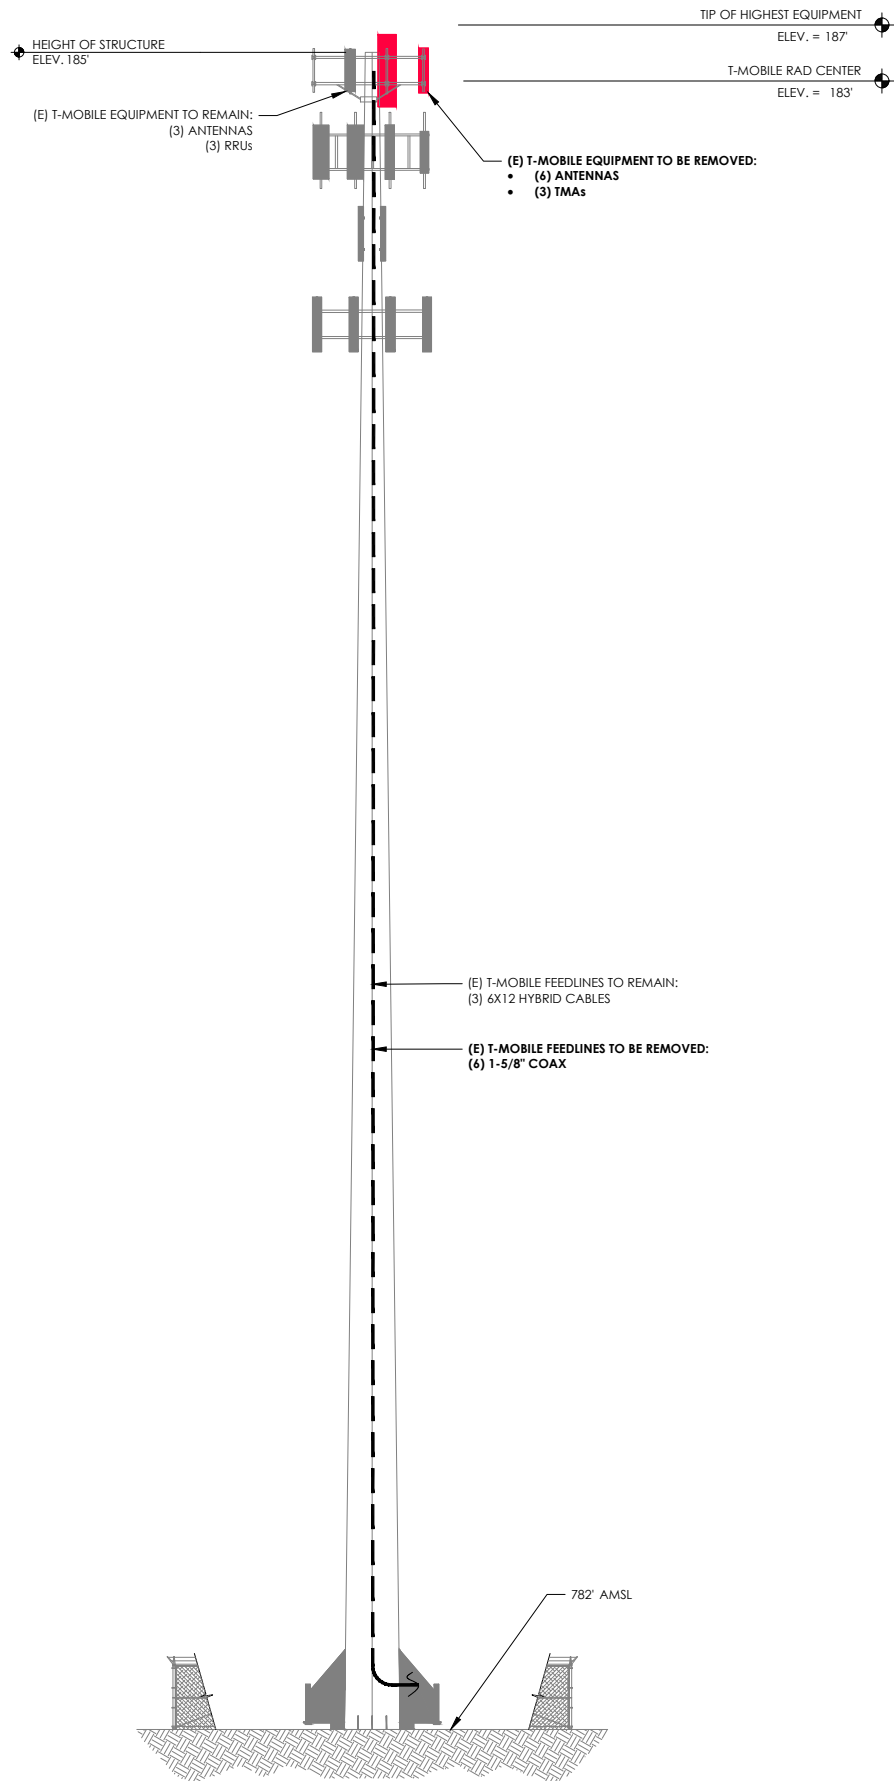 TIP OF HIGHEST EQUIPMENT
ELEV. = 187'
HEIGHT OF STRUCTURE
ELEV. 185'
T-MOBILE RAD CENTER
ELEV. = 183'
(E) T-MOBILE EQUIPMENT TO REMAIN:
(3) ANTENNAS
(3) RRUs
(E) T-MOBILE EQUIPMENT TO BE REMOVED:
• (6) ANTENNAS
• (3) TMAs
(E) T-MOBILE FEEDLINES TO REMAIN:
(3) 6X12 HYBRID CABLES
(E) T-MOBILE FEEDLINES TO BE REMOVED:
(6) 1-5/8" COAX
782' AMSL